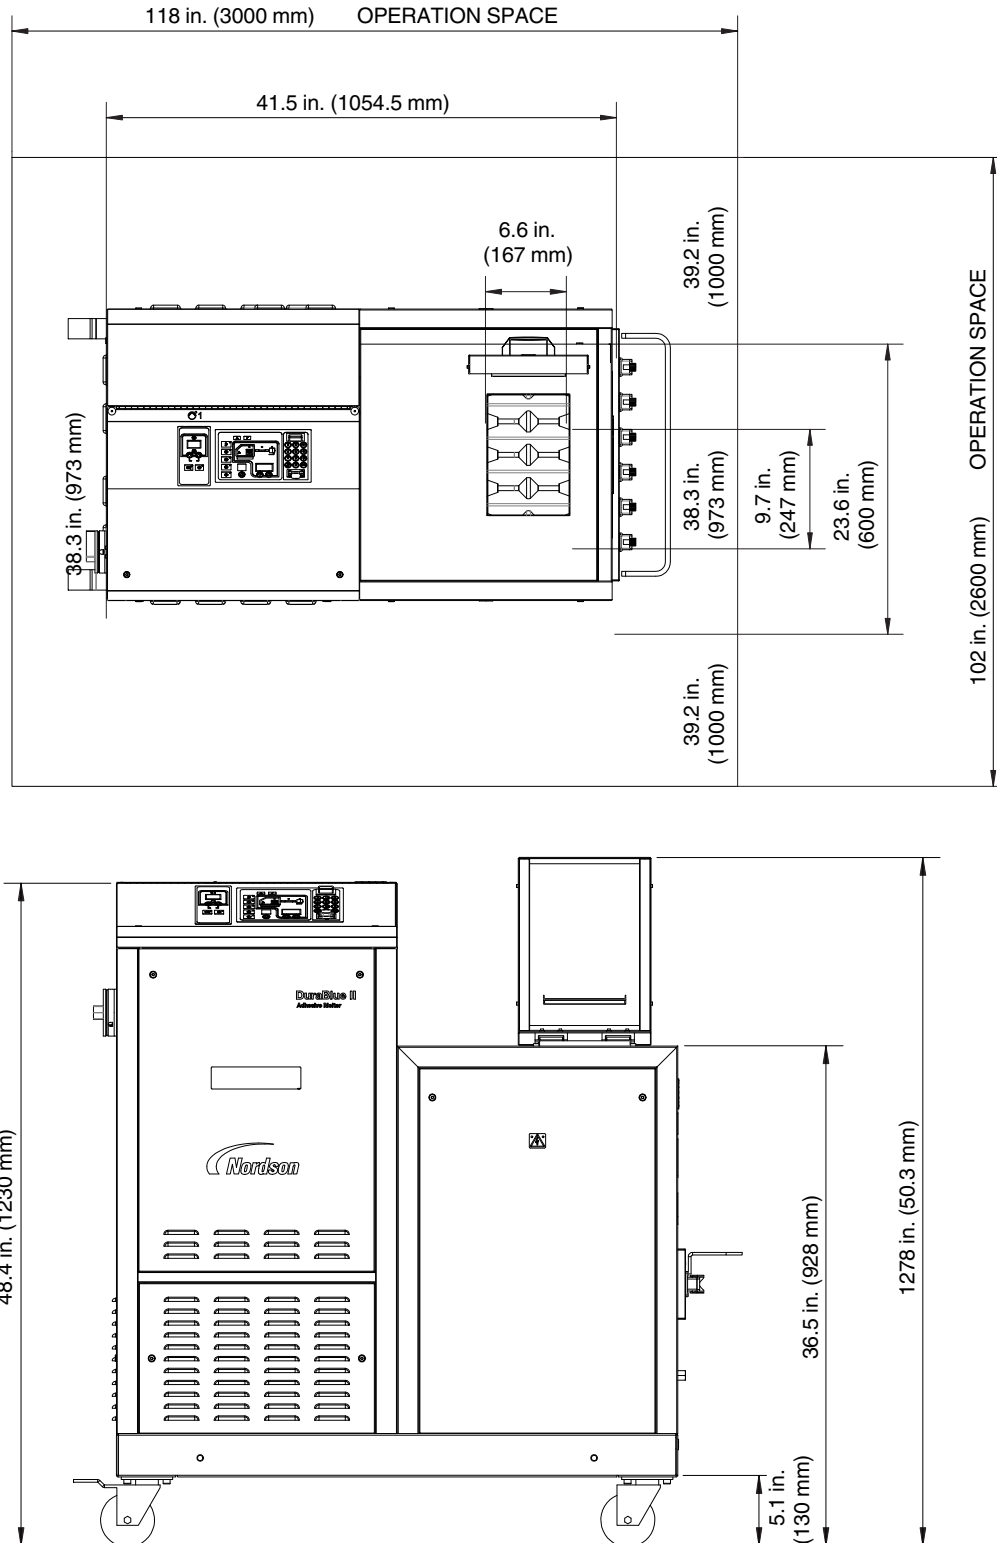 118 in. (3000 mm) OPERATION SPACE
41.5 in. (1054.5 mm)
6.6 in.
(167 mm)
39.2 in.
(1000 mm)
OPERATION SPACE
102 in. (2600 mm)
1
38.3 in. (973 mm)
38.3 in.
(973 mm)
9.7 in.
(247 mm)
23.6 in.
(600 mm)
39.2 in.
(1000 mm)
DuraBlue II
Adhesive Melter
Nordson
48.4 in. (1230 mm)
1278 in. (50.3 mm)
36.5 in. (928 mm)
5.1 in.
(130 mm)